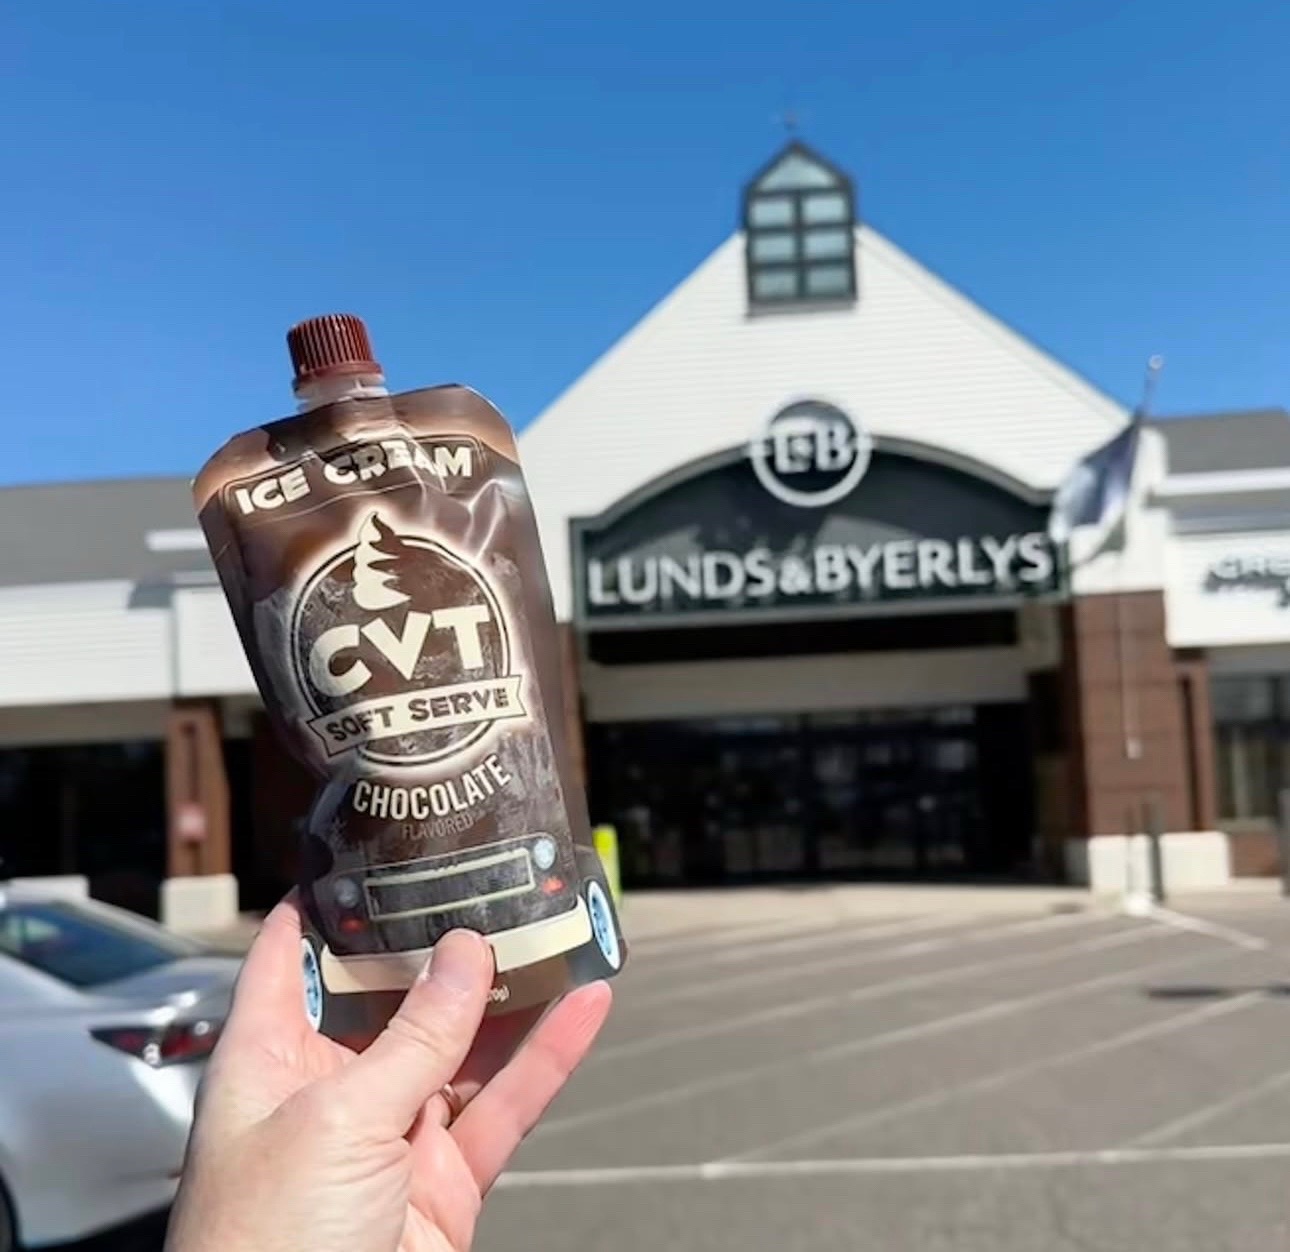 ICE CREAM
CVT
SOFT SERVE
CHOCOLATE
FLAVORED
L&B
LUNDS&BYERLYS